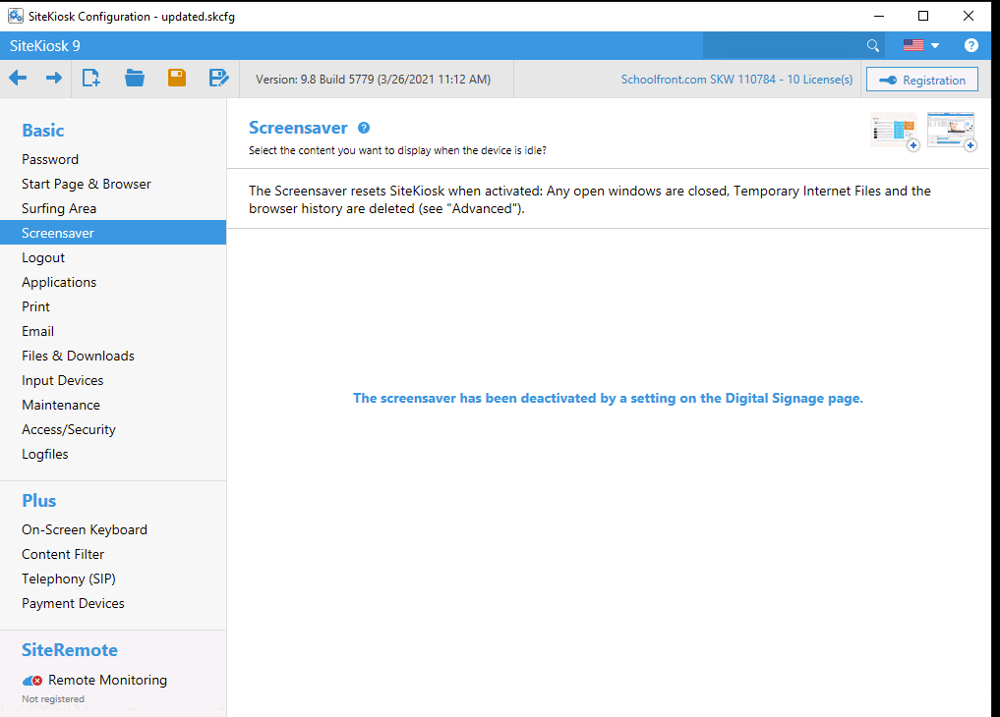 SiteKiosk Configuration - updated.skcfg
SiteKiosk 9
Version: 9.8 Build 5779 (3/26/2021 11:12 AM)
Schoolfront.com SKW 110784 - 10 License(s)
Registration
Basic
Password
Start Page & Browser
Surfing Area
Screensaver
Logout
Applications
Print
Email
Files & Downloads
Input Devices
Maintenance
Access/Security
Logfiles
Plus
On-Screen Keyboard
Content Filter
Telephony (SIP)
Payment Devices
SiteRemote
Remote Monitoring
Not registered
Screensaver ?
Select the content you want to display when the device is idle?
The Screensaver resets SiteKiosk when activated: Any open windows are closed, Temporary Internet Files and the
browser history are deleted (see "Advanced").
The screensaver has been deactivated by a setting on the Digital Signage page.